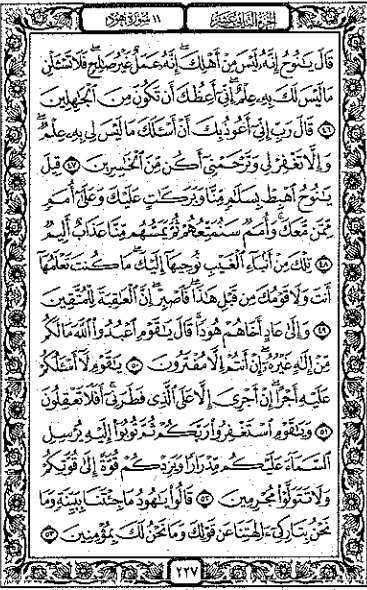 الجزء الثاني عشر
١١ سورة هود
قَالَ يَٰنُوحُ إِنَّهُۥ لَيْسَ مِنْ أَهْلِكَ ۖ إِنَّهُۥ عَمَلٌ غَيْرُ صَٰلِحٍ ۖ فَلَا تَسْـَٔلْنِ
مَا لَيْسَ لَكَ بِهِۦ عِلْمٌ ۖ إِنِّىٓ أَعِظُكَ أَن تَكُونَ مِنَ ٱلْجَٰهِلِينَ
٤٦ قَالَ رَبِّ إِنِّىٓ أَعُوذُ بِكَ أَنْ أَسْـَٔلَكَ مَا لَيْسَ لِى بِهِۦ عِلْمٌ ۖ
وَإِلَّا تَغْفِرْ لِى وَتَرْحَمْنِىٓ أَكُن مِّنَ ٱلْخَٰسِرِينَ ٤٧ قِيلَ
يَٰنُوحُ ٱهْبِطْ بِسَلَٰمٍ مِّنَّا وَبَرَكَٰتٍ عَلَيْكَ وَعَلَىٰٓ أُمَمٍ
مِّمَّن مَّعَكَ ۚ وَأُمَمٌ سَنُمَتِّعُهُمْ ثُمَّ يَمَسُّهُم مِّنَّا عَذَابٌ أَلِيمٌ
٤٨ تِلْكَ مِنْ أَنۢبَآءِ ٱلْغَيْبِ نُوحِيهَآ إِلَيْكَ ۖ مَا كُنتَ تَعْلَمُهَآ
أَنتَ وَلَا قَوْمُكَ مِن قَبْلِ هَٰذَا ۖ فَٱصْبِرْ ۖ إِنَّ ٱلْعَٰقِبَةَ لِلْمُتَّقِينَ
٤٩ وَإِلَىٰ عَادٍ أَخَاهُمْ هُودًا ۚ قَالَ يَٰقَوْمِ ٱعْبُدُوا۟ ٱللَّهَ مَا لَكُم
مِّنْ إِلَٰهٍ غَيْرُهُۥٓ ۖ إِنْ أَنتُمْ إِلَّا مُفْتَرُونَ ٥٠ يَٰقَوْمِ لَآ أَسْـَٔلُكُمْ
عَلَيْهِ أَجْرًا ۖ إِنْ أَجْرِىَ إِلَّا عَلَى ٱلَّذِى فَطَرَنِىٓ ۚ أَفَلَا تَعْقِلُونَ
٥١ وَيَٰقَوْمِ ٱسْتَغْفِرُوا۟ رَبَّكُمْ ثُمَّ تُوبُوٓا۟ إِلَيْهِ يُرْسِلِ
ٱلسَّمَآءَ عَلَيْكُم مِّدْرَارًا وَيَزِدْكُمْ قُوَّةً إِلَىٰ قُوَّتِكُمْ
وَلَا تَتَوَلَّوْا۟ مُجْرِمِينَ ٥٢ قَالُوا۟ يَٰهُودُ مَا جِئْتَنَا بِبَيِّنَةٍ وَمَا
نَحْنُ بِتَارِكِىٓ ءَالِهَتِنَا عَن قَوْلِكَ وَمَا نَحْنُ لَكَ بِمُؤْمِنِينَ ٥٣
٢٢٧